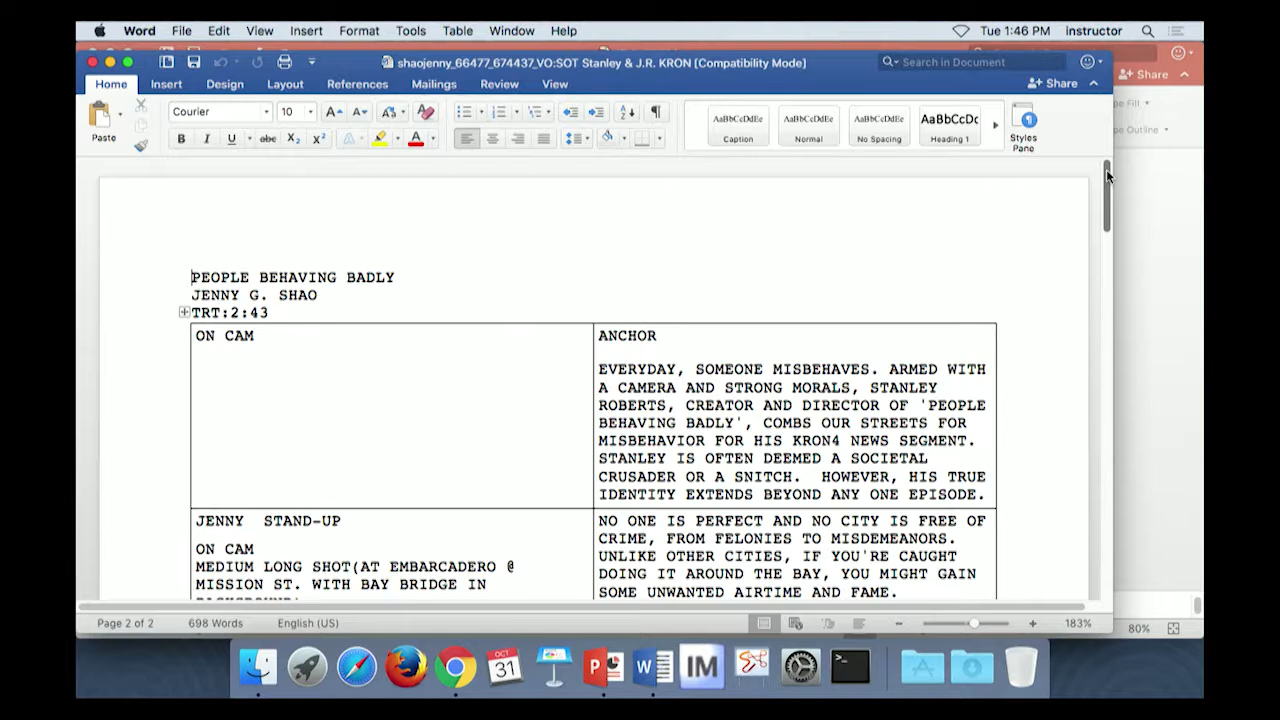 Word File Edit View Insert Format Tools Table Window Help Tue 1:46 PM instructor
shaojenny_66477_674437_VO:SOT Stanley & J.R. KRON [Compatibility Mode]
Search in Document
Home Insert Design Layout References Mailings Review View
Share
Share
Paste
Courier 10
AaBbCcDdEe AaBbCcDdEe AaBbCcDdEe AaBbCcDc
Caption Normal No Spacing Heading 1
Styles
Pane
pe Fill
pe Outline
PEOPLE BEHAVING BADLY
JENNY G. SHAO
TRT:2:43
ON CAM
ANCHOR
EVERYDAY, SOMEONE MISBEHAVES. ARMED WITH
A CAMERA AND STRONG MORALS, STANLEY
ROBERTS, CREATOR AND DIRECTOR OF 'PEOPLE
BEHAVING BADLY', COMBS OUR STREETS FOR
MISBEHAVIOR FOR HIS KRON4 NEWS SEGMENT.
STANLEY IS OFTEN DEEMED A SOCIETAL
CRUSADER OR A SNITCH. HOWEVER, HIS TRUE
IDENTITY EXTENDS BEYOND ANY ONE EPISODE.
JENNY STAND-UP
ON CAM
MEDIUM LONG SHOT(AT EMBARCADERO @
MISSION ST. WITH BAY BRIDGE IN
NO ONE IS PERFECT AND NO CITY IS FREE OF
CRIME, FROM FELONIES TO MISDEMEANORS.
UNLIKE OTHER CITIES, IF YOU'RE CAUGHT
DOING IT AROUND THE BAY, YOU MIGHT GAIN
SOME UNWANTED AIRTIME AND FAME.
Page 2 of 2 698 Words English (US) 183%
80%
OCT
31
P W IM